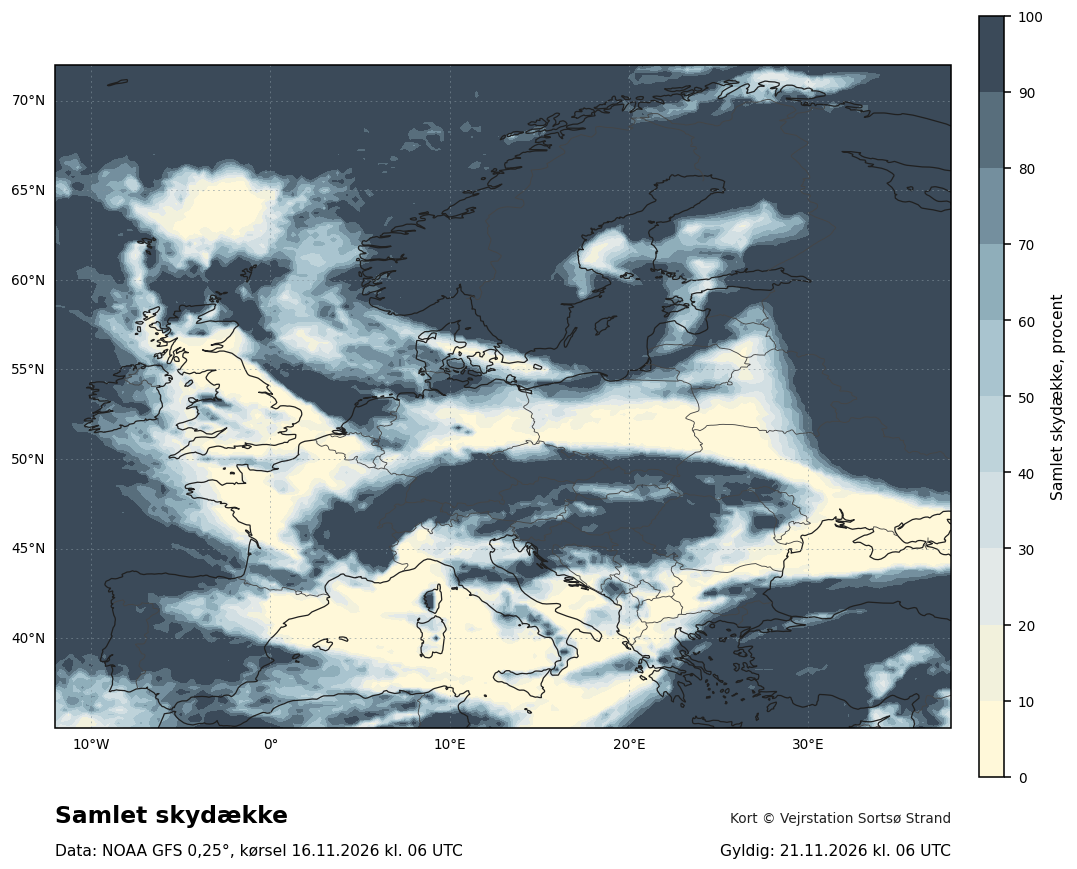 70°N
65°N
60°N
55°N
50°N
45°N
40°N
10°W 0° 10°E 20°E 30°E
100
90
80
70
60
50
40
30
20
10
0
Samlet skydække, procent
Samlet skydække
Kort © Vejrstation Sortsø Strand
Data: NOAA GFS 0,25°, kørsel 16.11.2026 kl. 06 UTC
Gyldig: 21.11.2026 kl. 06 UTC